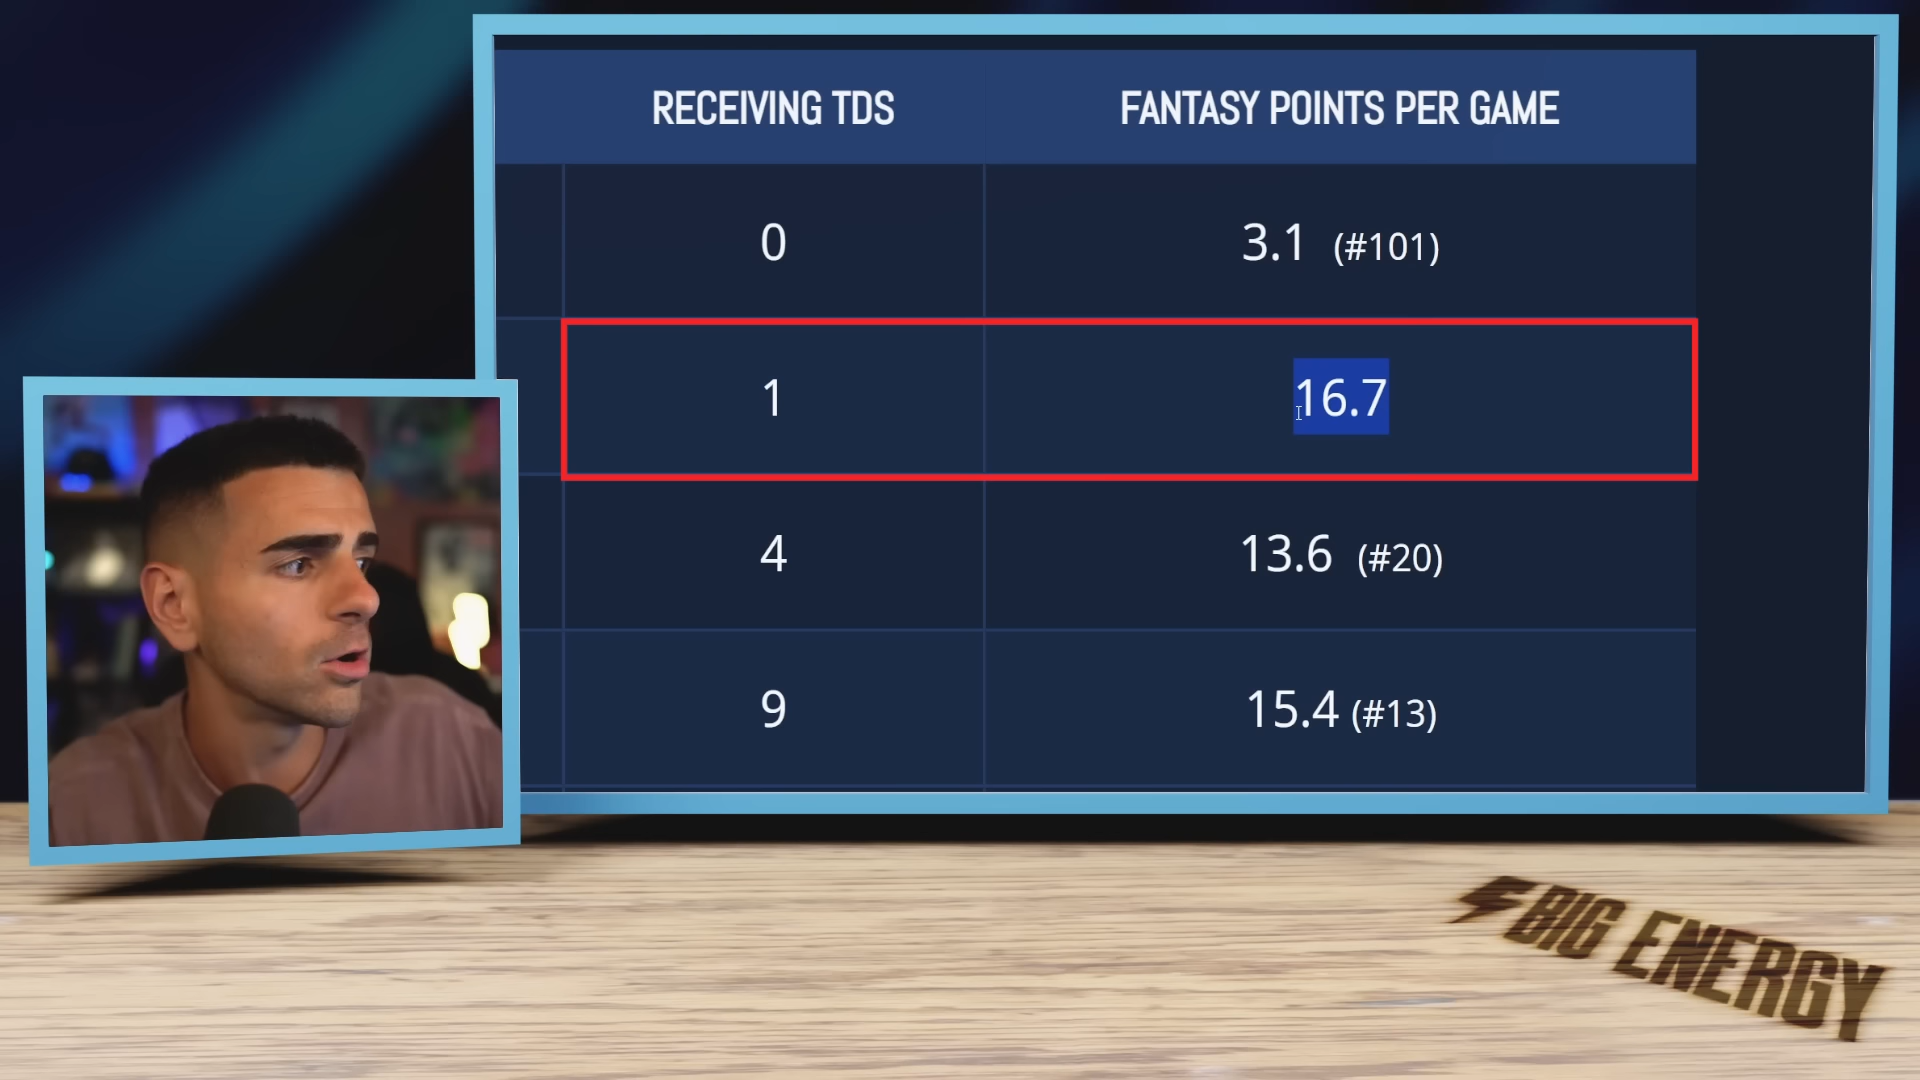 RECEIVING TDS FANTASY POINTS PER GAME
0 3.1 (#101)
1 16.7
4 13.6 (#20)
9 15.4 (#13)
BIG ENERGY